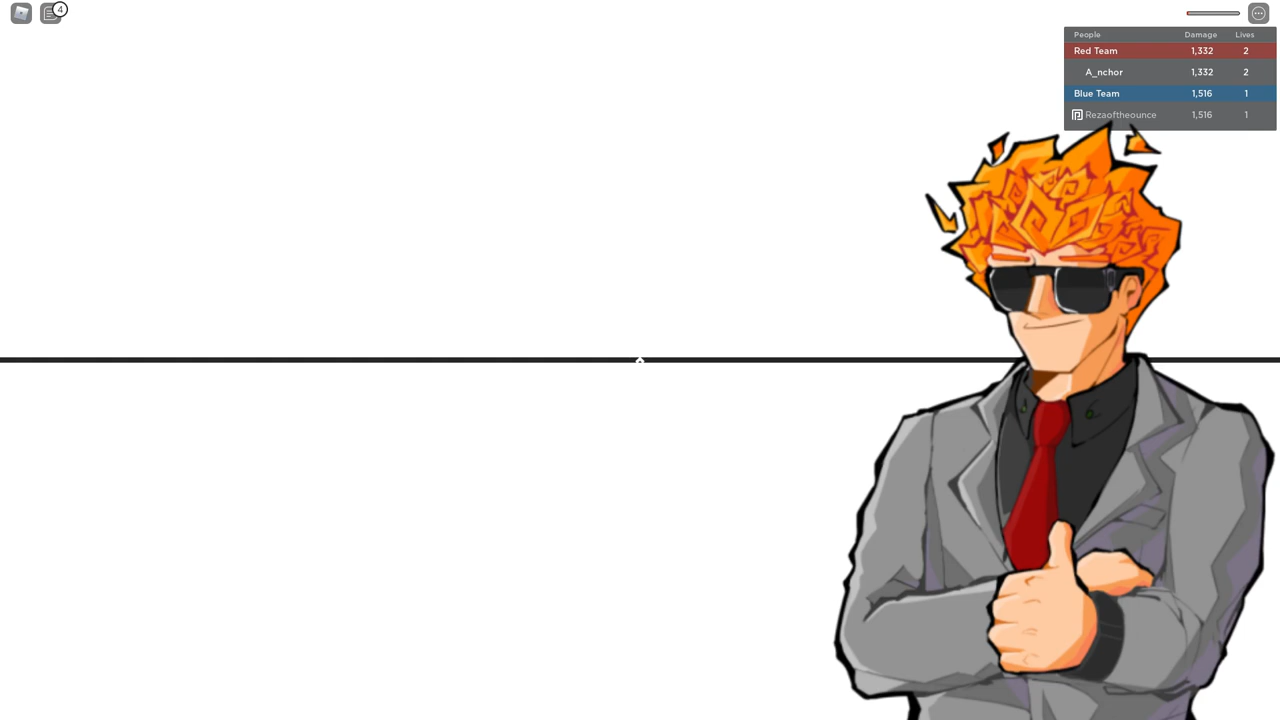 4
People Damage Lives
Red Team 1,332 2
A_nchor 1,332 2
Blue Team 1,516 1
Rezaoftheounce 1,516 1